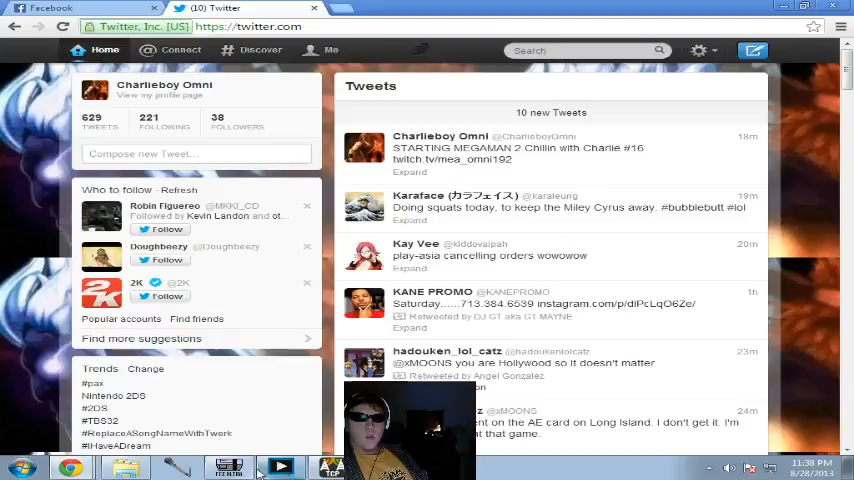 Facebook
(10) Twitter
Twitter, Inc. [US]
https://twitter.com
Home
Connect
# Discover
Me
Search
Charlieboy Omni
View my profile page
629
TWEETS
221
FOLLOWING
38
FOLLOWERS
Compose new Tweet...
Who to follow · Refresh
Robin Figuereo @MKKI_CD
Followed by Kevin Landon and ot...
Follow
Doughbeezy @Doughbeezy
Follow
2K @2K
Follow
Popular accounts · Find friends
Find more suggestions
Trends · Change
#pax
Nintendo 2DS
#2DS
#TBS32
#ReplaceASongNameWithTwerk
#IHaveADream
Tweets
10 new Tweets
Charlieboy Omni @CharlieboyOmni
18m
STARTING MEGAMAN 2 Chillin with Charlie #16
twitch.tv/mea_omni192
Expand
Karaface (カラフェイス) @karaleung
19m
Doing squats today, to keep the Miley Cyrus away. #bubblebutt #lol
Expand
Kay Vee @kiddovaipah
20m
play-asia cancelling orders wowowow
Expand
KANE PROMO @KANEPROMO
1h
Saturday......713.384.6539 instagram.com/p/dlPcLqO6Ze/
Retweeted by DJ GT aka GT MAYNE
Expand
hadouken_lol_catz @hadoukenlolcatz
23m
@xMOONS you are Hollywood so it doesn't matter
Retweeted by Angel Gonzalez
@xMOONS
24m
ent on the AE card on Long Island. I don't get it. I'm
at that game.
TCP
11:38 PM
8/28/2013